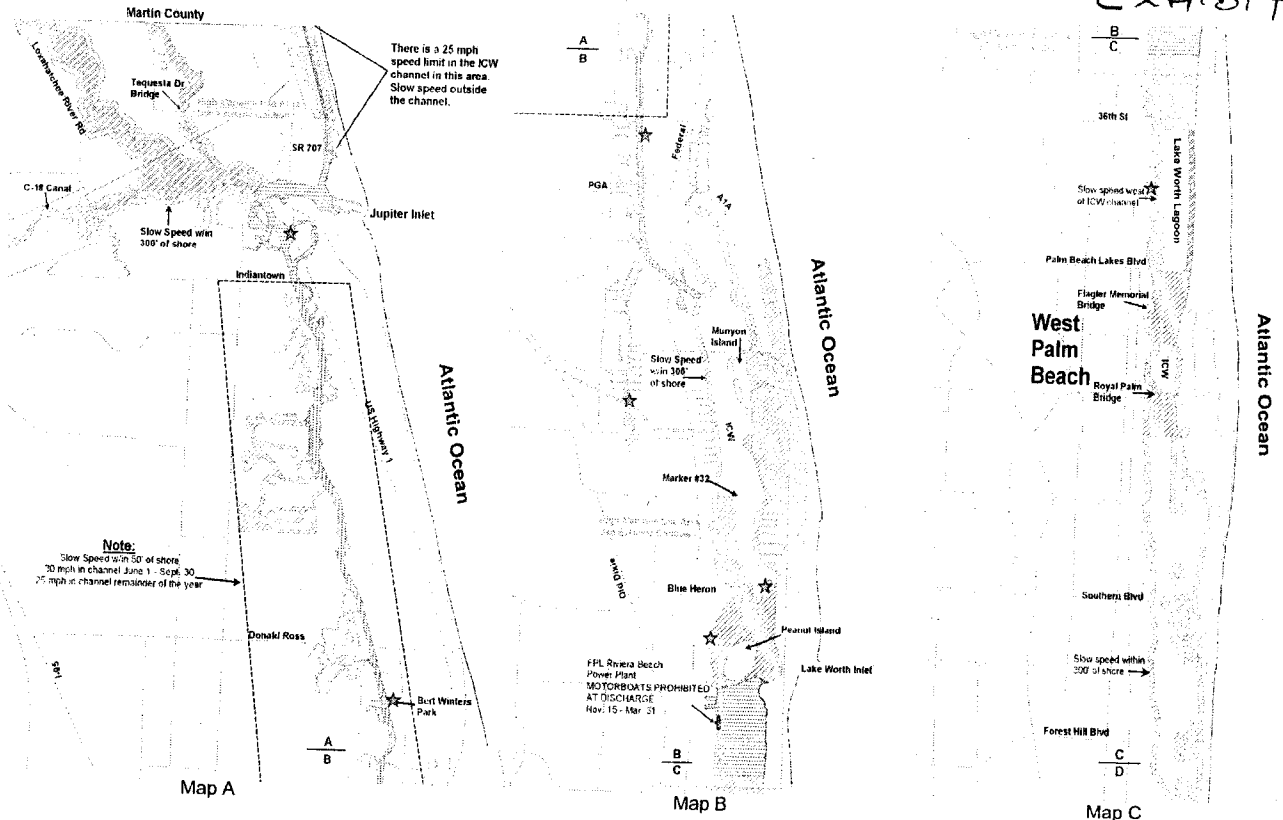 EXHIBIT
Martin County
There is a 25 mph
speed limit in the ICW
channel in this area.
Slow speed outside
the channel.
Loxahatchee River Rd
Tequesta Dr
Bridge
SR 707
C-18 Canal
Jupiter Inlet
Slow Speed w/in
300' of shore
Indiantown
Atlantic Ocean
US Highway 1
Note:
Slow Speed w/in 50' of shore
30 mph in channel June 1 - Sept. 30
25 mph in channel remainder of the year
Donald Ross
I-95
Bert Winters
Park
A
B
Map A
A
B
Federal
PGA
A1A
Atlantic Ocean
Munyon
Island
Slow Speed
w/in 300'
of shore
ICW
Marker #32
Old Dixie
Blue Heron
Peanut Island
Lake Worth Inlet
FPL Riviera Beach
Power Plant
MOTORBOATS PROHIBITED
AT DISCHARGE
Nov. 15 - Mar. 31
B
C
Map B
B
C
36th St
Lake Worth Lagoon
Slow speed west
of ICW channel
Palm Beach Lakes Blvd
Flagler Memorial
Bridge
West
Palm
Beach
ICW
Royal Palm
Bridge
Atlantic Ocean
Southern Blvd
Slow speed within
300' of shore
Forest Hill Blvd
C
D
Map C